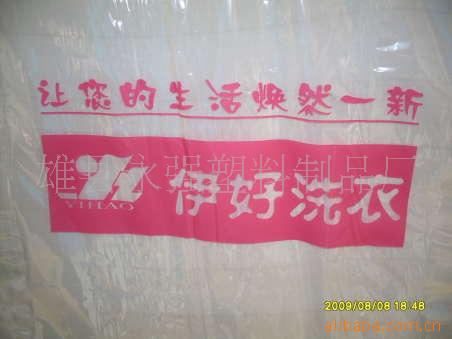 让您的生活焕然一新
雄县永强塑料制品厂
YIHAO
伊好洗衣
2009/08/08 18:48
alibaba.com.cn